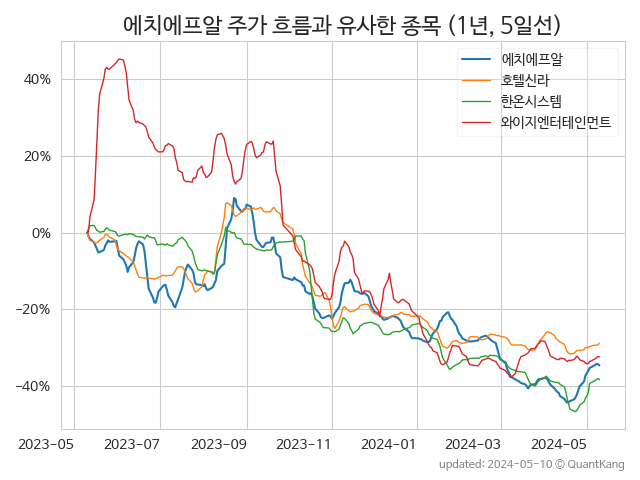 에치에프알 주가 흐름과 유사한 종목 (1년, 5일선)
에치에프알
호텔신라
한온시스템
와이지엔터테인먼트
40%
20%
0%
−20%
−40%
2023-05 2023-07 2023-09 2023-11 2024-01 2024-03 2024-05
updated: 2024-05-10 © QuantKang